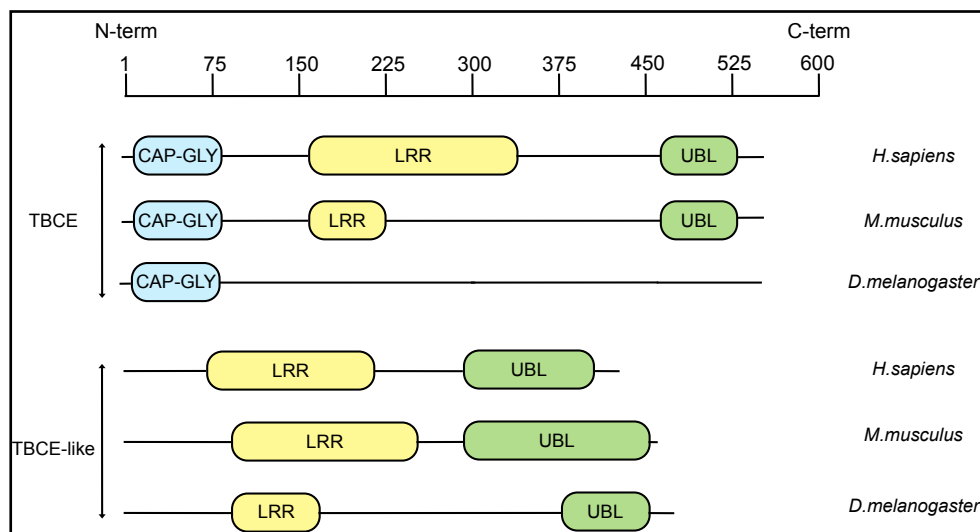 N-term C-term
1 75 150 225 300 375 450 525 600
CAP-GLY LRR UBL H.sapiens
TBCE
CAP-GLY LRR UBL M.musculus
CAP-GLY D.melanogaster
LRR UBL H.sapiens
TBCE-like
LRR UBL M.musculus
LRR UBL D.melanogaster